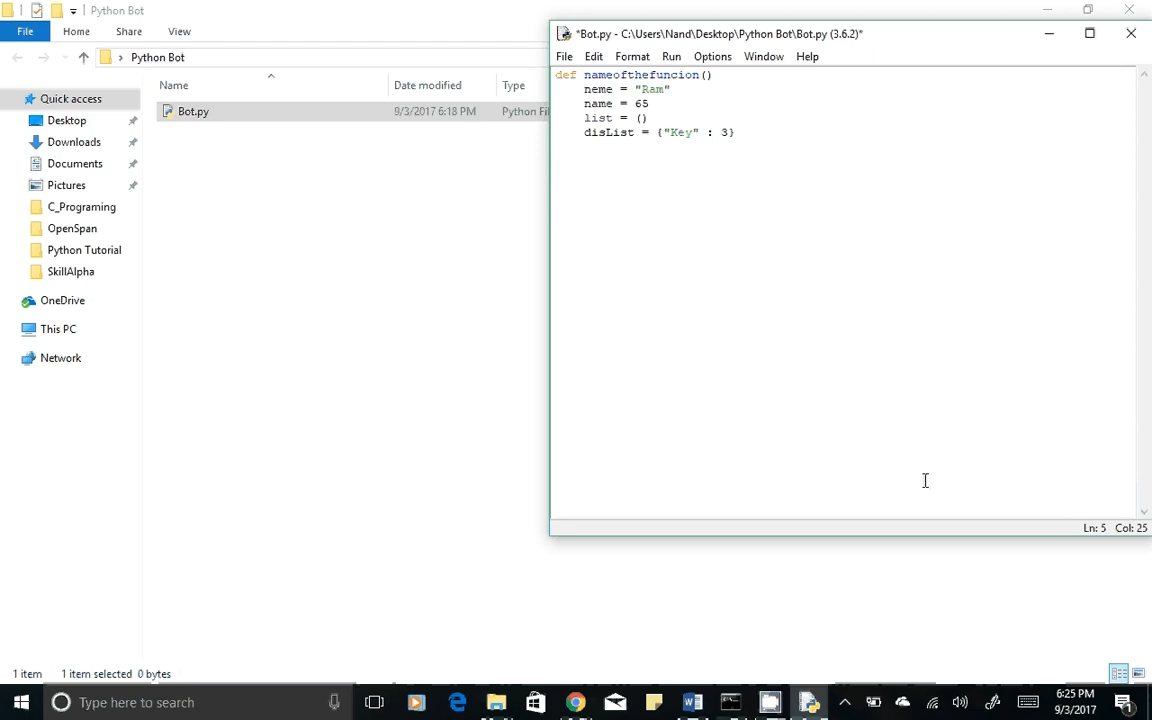 Python Bot
File Home Share View
Python Bot
Name Date modified Type
Quick access
Desktop
Downloads
Documents
Pictures
C_Programing
OpenSpan
Python Tutorial
SkillAlpha
OneDrive
This PC
Network
Bot.py 9/3/2017 6:18 PM Python Fil
*Bot.py - C:\Users\Nand\Desktop\Python Bot\Bot.py (3.6.2)*
File Edit Format Run Options Window Help
def nameofthefuncion()
neme = "Ram"
name = 65
list = ()
disList = {"Key" : 3}
Ln: 5 Col: 25
1 item 1 item selected 0 bytes
Type here to search
6:25 PM
9/3/2017
1